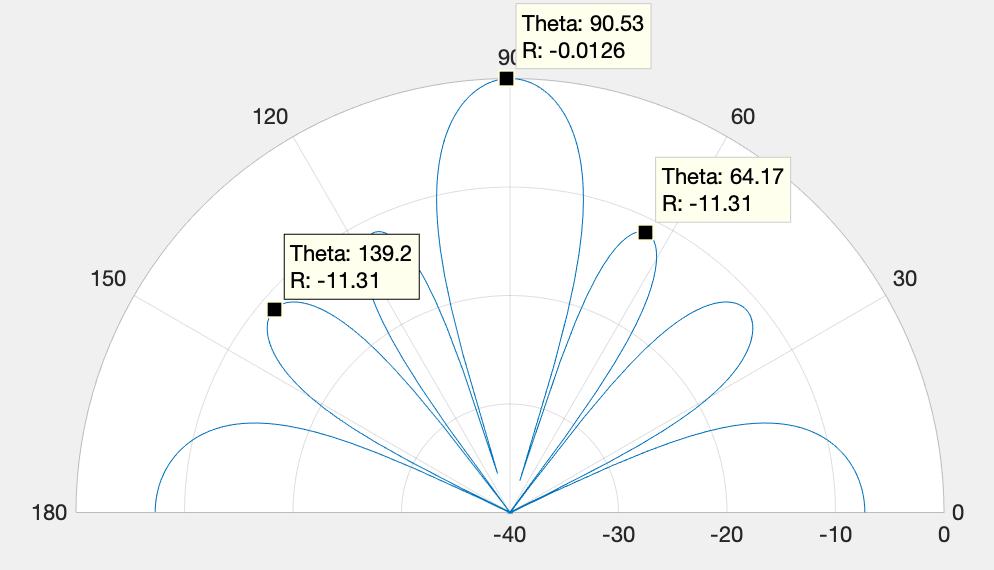 Theta: 90.53
R: -0.0126
90
120
60
Theta: 64.17
R: -11.31
Theta: 139.2
R: -11.31
150
30
180
0
-40
-30
-20
-10
0